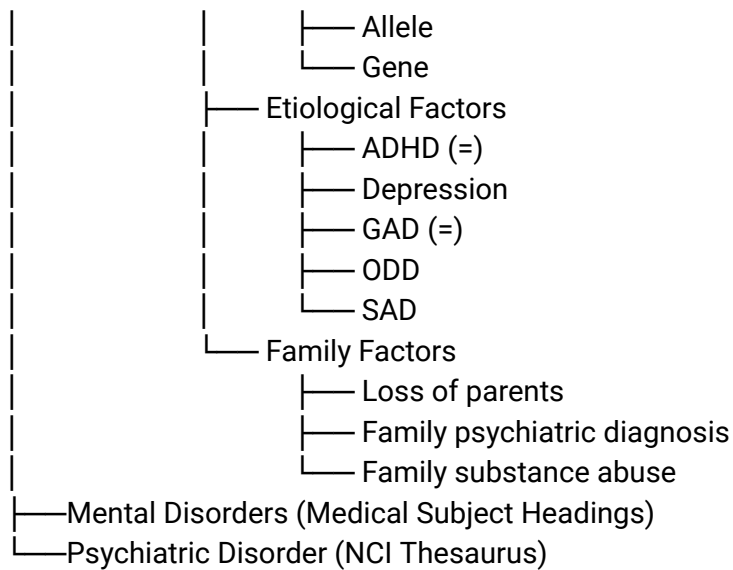 Allele
Gene
Etiological Factors
ADHD (=)
Depression
GAD (=)
ODD
SAD
Family Factors
Loss of parents
Family psychiatric diagnosis
Family substance abuse
Mental Disorders (Medical Subject Headings)
Psychiatric Disorder (NCI Thesaurus)